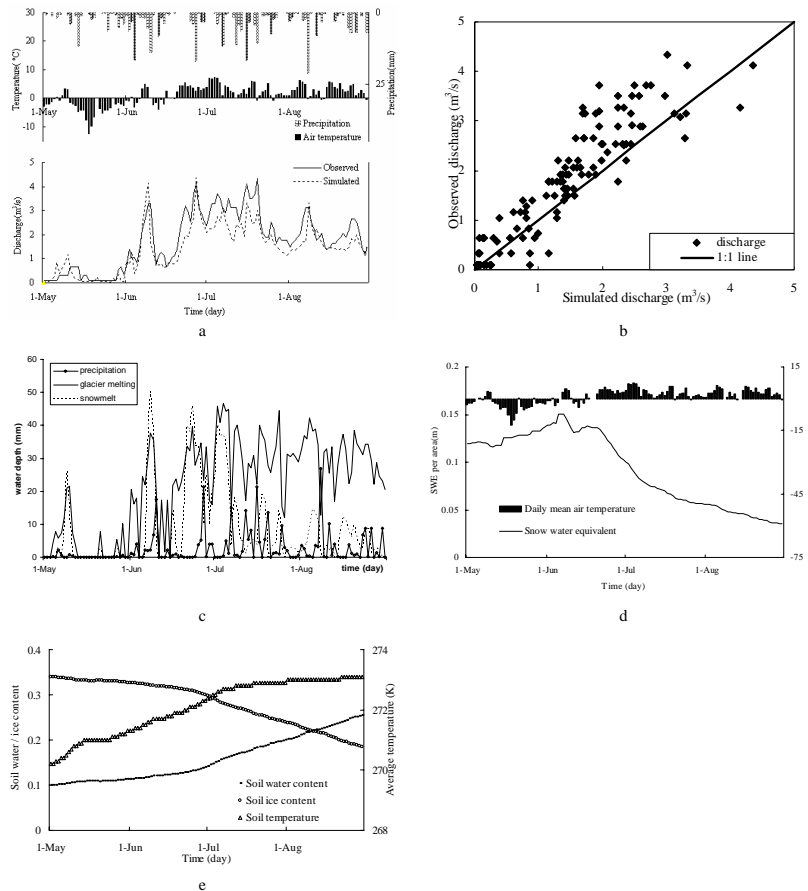 30
20
10
0
-10
Temperature(°C)
0
25
Precipitation(mm)
1-May
1-Jun
1-Jul
1-Aug
Precipitation
Air temperature
5
4
3
2
1
0
Discharge(m³/s)
Observed
Simulated
1-May
1-Jun
1-Jul
1-Aug
Time (day)
a
5
4
3
2
1
0
Observed discharge (m³/s)
discharge
1:1 line
0
1
2
3
4
5
Simulated discharge (m³/s)
b
60
50
40
30
20
10
0
water depth (mm)
precipitation
glacier melting
snowmelt
1-May
1-Jun
1-Jul
1-Aug
time (day)
c
0.2
0.15
0.1
0.05
0
SWE per area(m)
15
-15
-45
-75
Daily mean air temperature
Snow water equivalent
1-May
1-Jun
1-Jul
1-Aug
Time (day)
d
0.4
0.3
0.2
0.1
0
Soil water / ice content
274
272
270
268
Average temperature (K)
Soil water content
Soil ice content
Soil temperature
1-May
1-Jun
1-Jul
1-Aug
Time (day)
e